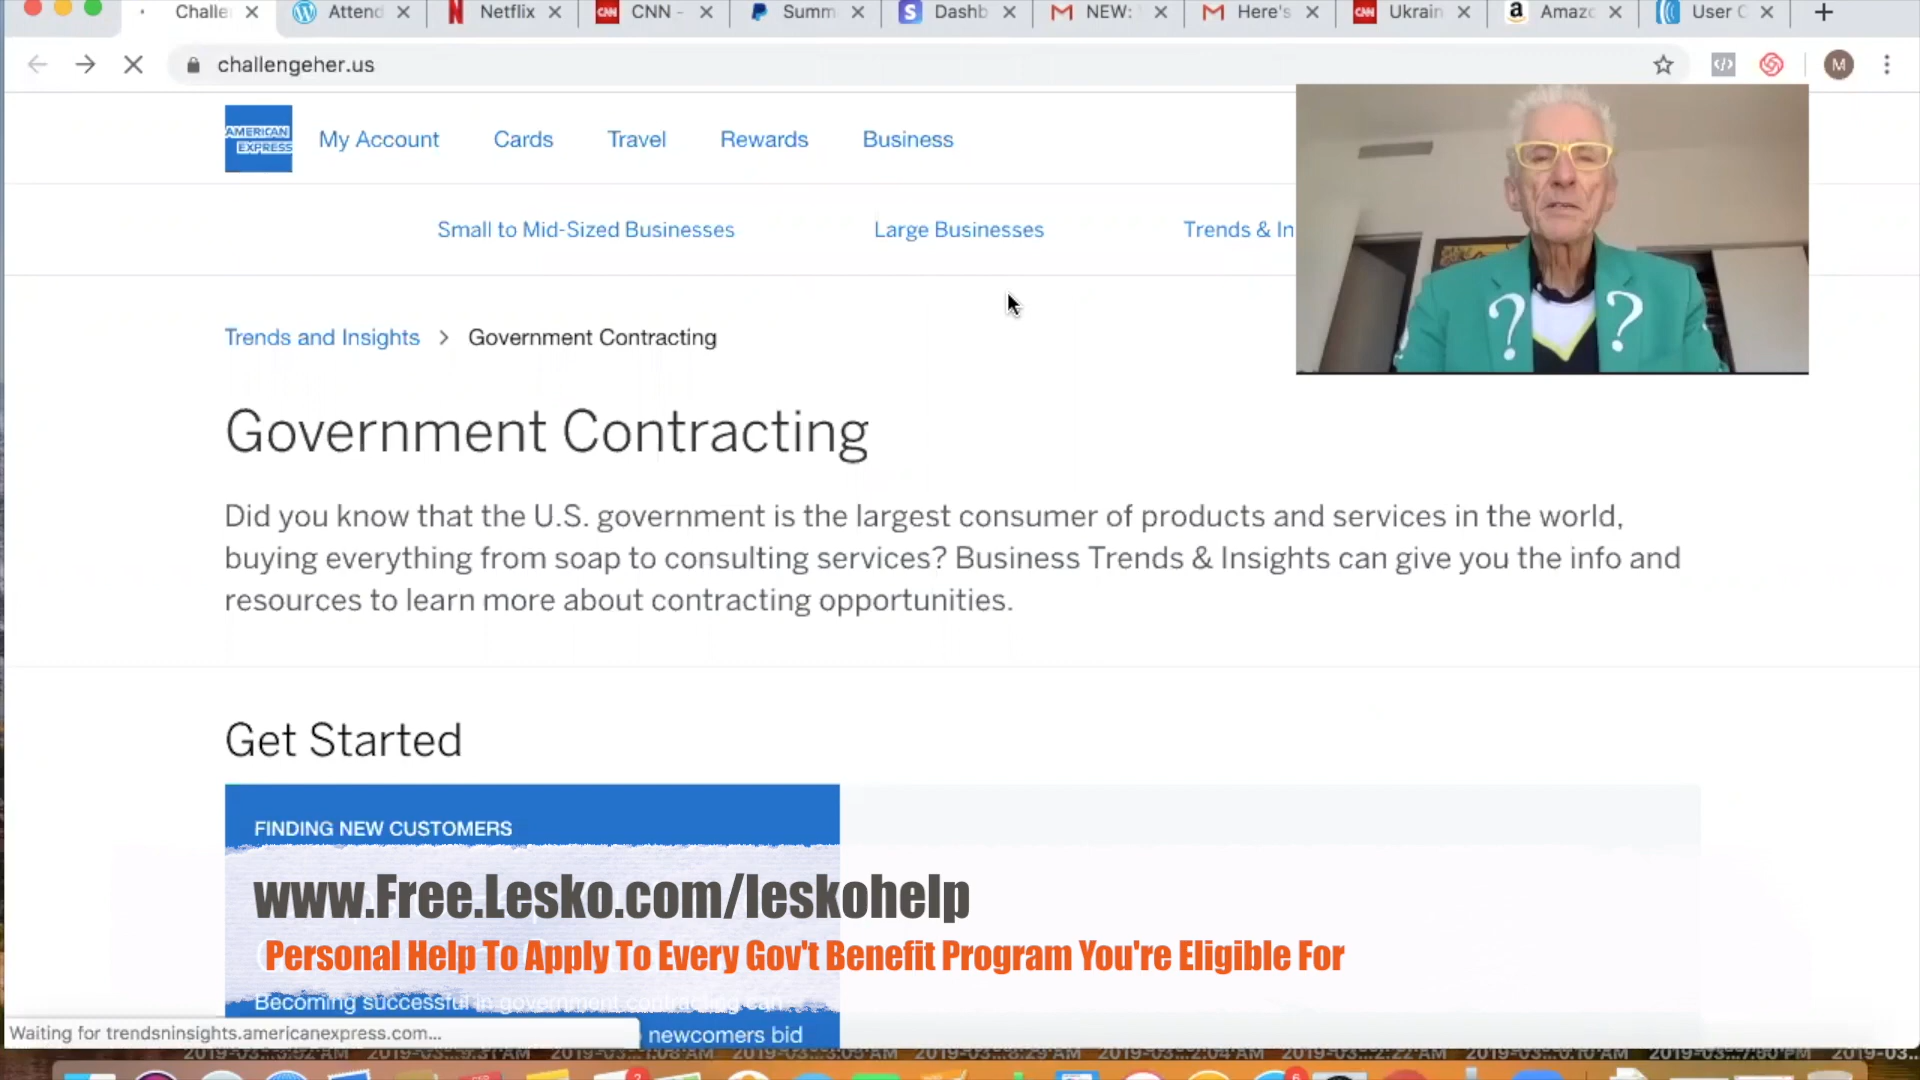 Challe
Attend
Netflix
CNN -
Summ
Dashb
NEW:
Here's
Ukrain
Amazo
User C
challengeher.us
M
AMERICAN EXPRESS
My Account
Cards
Travel
Rewards
Business
Small to Mid-Sized Businesses
Large Businesses
Trends & In
? ?
Trends and Insights > Government Contracting
Government Contracting
Did you know that the U.S. government is the largest consumer of products and services in the world,
buying everything from soap to consulting services? Business Trends & Insights can give you the info and
resources to learn more about contracting opportunities.
Get Started
FINDING NEW CUSTOMERS
www.Free.Lesko.com/leskohelp
Personal Help To Apply To Every Gov't Benefit Program You're Eligible For
Becoming successful in government contracting can
newcomers bid
Waiting for trendsninsights.americanexpress.com...